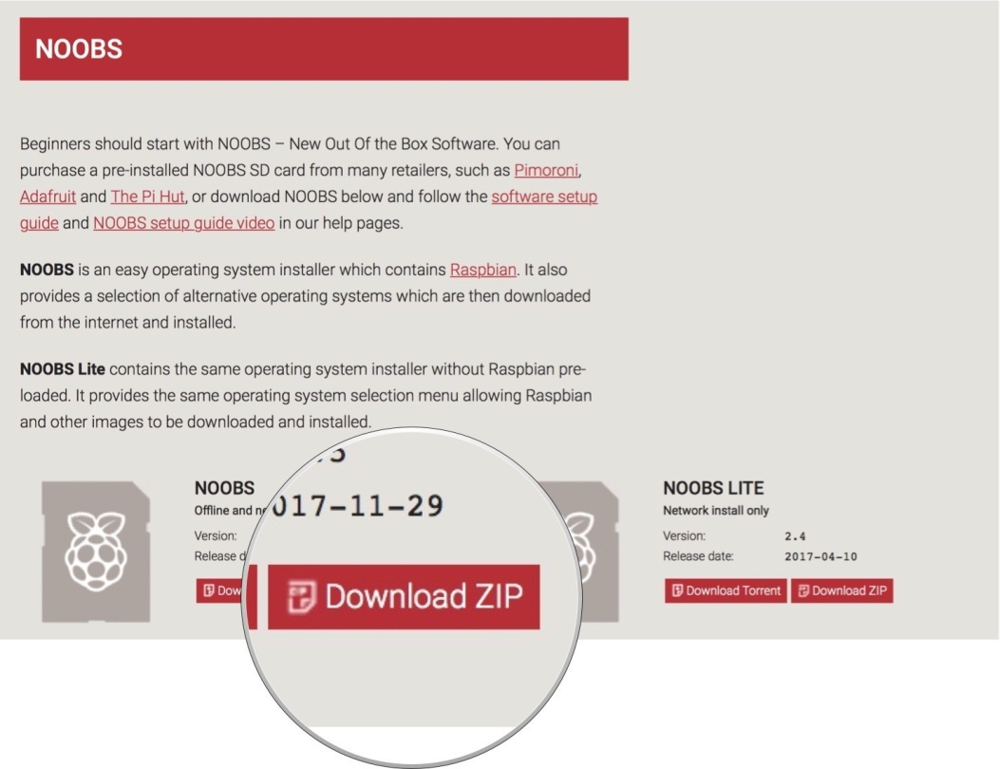 NOOBS
Beginners should start with NOOBS – New Out Of the Box Software. You can
purchase a pre-installed NOOBS SD card from many retailers, such as Pimoroni,
Adafruit and The Pi Hut, or download NOOBS below and follow the software setup
guide and NOOBS setup guide video in our help pages.
NOOBS is an easy operating system installer which contains Raspbian. It also
provides a selection of alternative operating systems which are then downloaded
from the internet and installed.
NOOBS Lite contains the same operating system installer without Raspbian pre-
loaded. It provides the same operating system selection menu allowing Raspbian
and other images to be downloaded and installed.
NOOBS
Offline and
Version:
Release
017-11-29
Download ZIP
NOOBS LITE
Network install only
Version: 2.4
Release date: 2017-04-10
Download Torrent Download ZIP